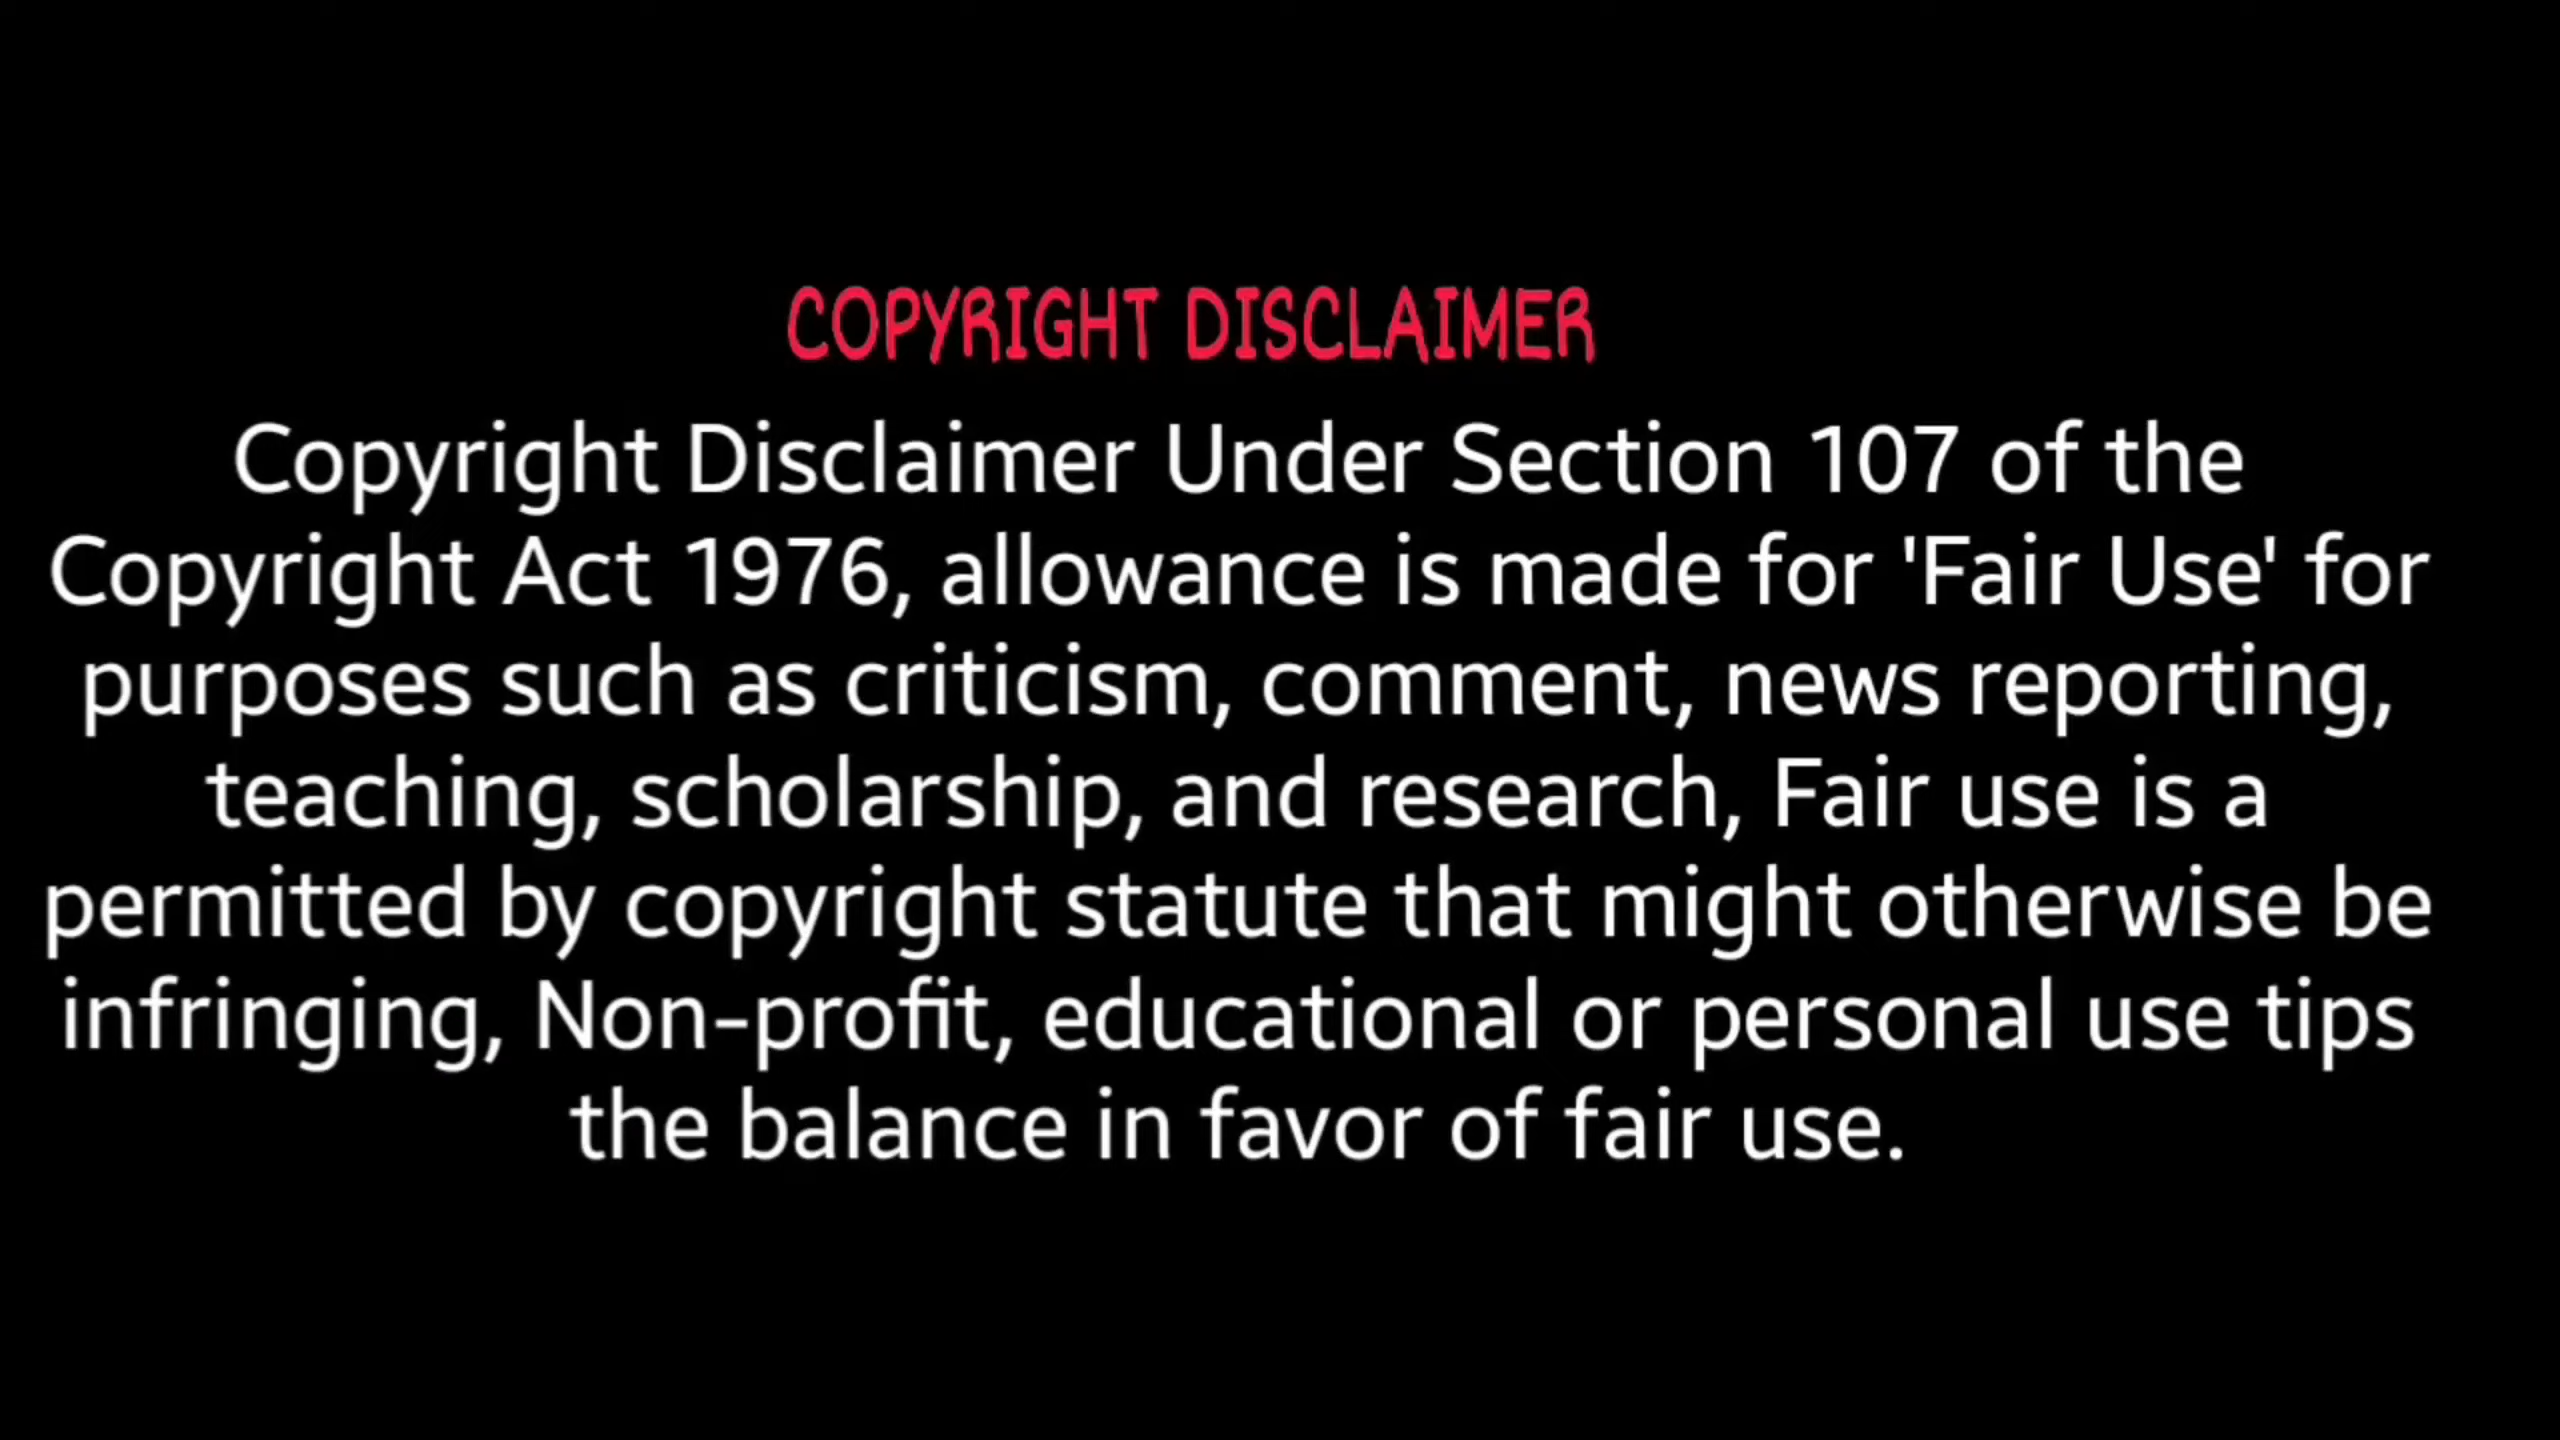 COPYRIGHT DISCLAIMER
Copyright Disclaimer Under Section 107 of the
Copyright Act 1976, allowance is made for 'Fair Use' for
purposes such as criticism, comment, news reporting,
teaching, scholarship, and research, Fair use is a
permitted by copyright statute that might otherwise be
infringing, Non-profit, educational or personal use tips
the balance in favor of fair use.